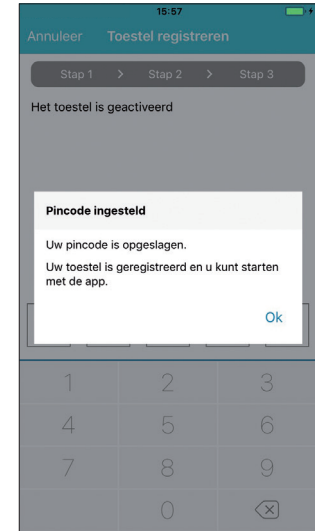 15:57
Annuleer Toestel registreren
Stap 1 > Stap 2 > Stap 3
Het toestel is geactiveerd
Pincode ingesteld
Uw pincode is opgeslagen.
Uw toestel is geregistreerd en u kunt starten
met de app.
Ok
1 2 3
4 5 6
7 8 9
0